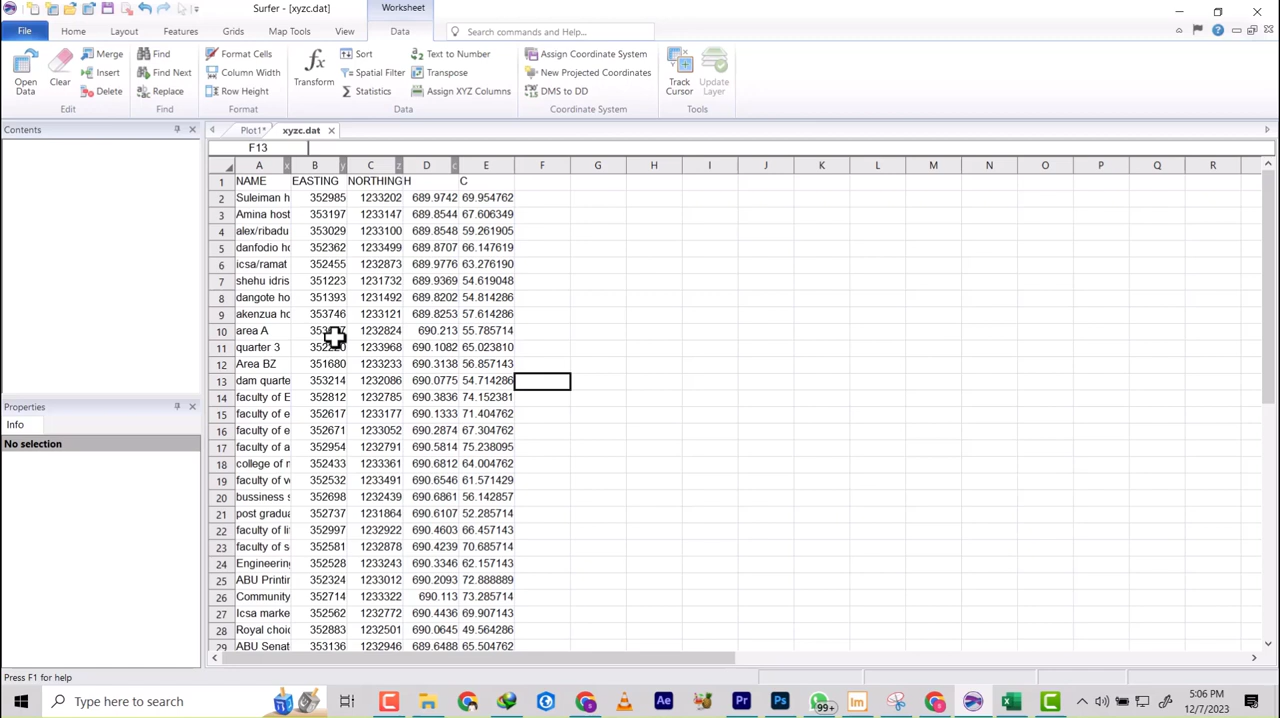 Surfer - [xyzc.dat]
Worksheet
File Home Layout Features Grids Map Tools View Data Search commands and Help...
Open Data
Clear
Merge
Insert
Delete
Edit
Find
Find Next
Replace
Find
Format Cells
Column Width
Row Height
Format
Transform
Sort
Spatial Filter
Statistics
Text to Number
Transpose
Assign XYZ Columns
Data
Assign Coordinate System
New Projected Coordinates
DMS to DD
Coordinate System
Track Cursor
Update Layer
Tools
Contents
Plot1* xyzc.dat
F13
A x B y C z D c E F G H I J K L M N O P Q R
1 NAME EASTING NORTHING H C
2 Suleiman h 352985 1233202 689.9742 69.954762
3 Amina host 353197 1233147 689.8544 67.606349
4 alex/ribadu 353029 1233100 689.8548 59.261905
5 danfodio ho 352362 1233499 689.8707 66.147619
6 icsa/ramat 352455 1232873 689.9776 63.276190
7 shehu idris 351223 1231732 689.9369 54.619048
8 dangote ho 351393 1231492 689.8202 54.814286
9 akenzua ho 353746 1233121 689.8253 57.614286
10 area A 1232824 690.213 55.785714
11 quarter 3 1233968 690.1082 65.023810
12 Area BZ 351680 1233233 690.3138 56.857143
13 dam quarte 353214 1232086 690.0775 54.714286
14 faculty of E 352812 1232785 690.3836 74.152381
15 faculty of e 352617 1233177 690.1333 71.404762
16 faculty of e 352671 1233052 690.2874 67.304762
17 faculty of a 352954 1232791 690.5814 75.238095
18 college of m 352433 1233361 690.6812 64.004762
19 faculty of v 352532 1233491 690.6546 61.571429
20 bussiness s 352698 1232439 690.6861 56.142857
21 post gradua 352737 1231864 690.6107 52.285714
22 faculty of li 352997 1232922 690.4603 66.457143
23 faculty of s 352581 1232878 690.4239 70.685714
24 Engineering 352528 1233243 690.3346 62.157143
25 ABU Printin 352324 1233012 690.2093 72.888889
26 Community 352714 1233322 690.113 73.285714
27 Icsa marke 352562 1232772 690.4436 69.907143
28 Royal choic 352883 1232501 690.0645 49.564286
29 ABU Senat 353136 1232946 689.6488 65.504762
Properties
Info
No selection
Press F1 for help
Type here to search
Ae Pr Ps 99+ Im
5:06 PM
12/7/2023